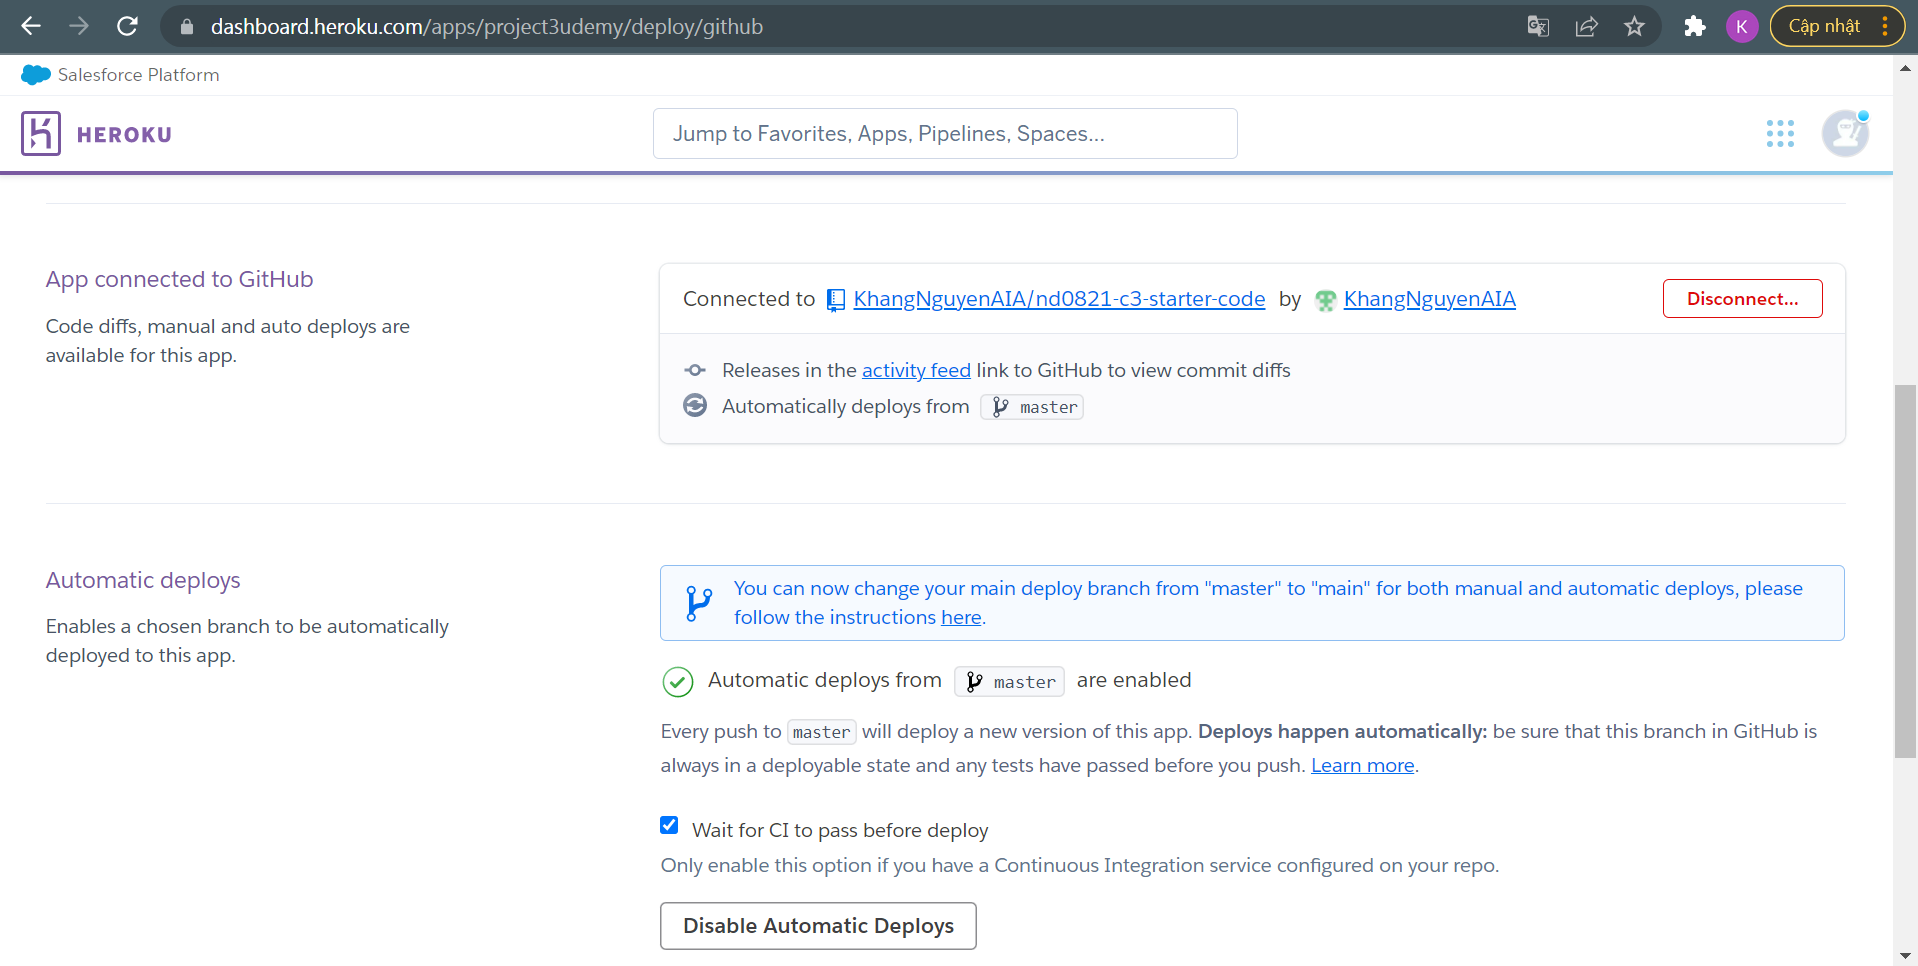 dashboard.heroku.com/apps/project3udemy/deploy/github
K
Cập nhật
Salesforce Platform
HEROKU
Jump to Favorites, Apps, Pipelines, Spaces...
App connected to GitHub
Code diffs, manual and auto deploys are
available for this app.
Connected to KhangNguyenAIA/nd0821-c3-starter-code by KhangNguyenAIA
Disconnect...
Releases in the activity feed link to GitHub to view commit diffs
Automatically deploys from master
Automatic deploys
Enables a chosen branch to be automatically
deployed to this app.
You can now change your main deploy branch from "master" to "main" for both manual and automatic deploys, please
follow the instructions here.
Automatic deploys from master are enabled
Every push to master will deploy a new version of this app. Deploys happen automatically: be sure that this branch in GitHub is
always in a deployable state and any tests have passed before you push. Learn more.
Wait for CI to pass before deploy
Only enable this option if you have a Continuous Integration service configured on your repo.
Disable Automatic Deploys